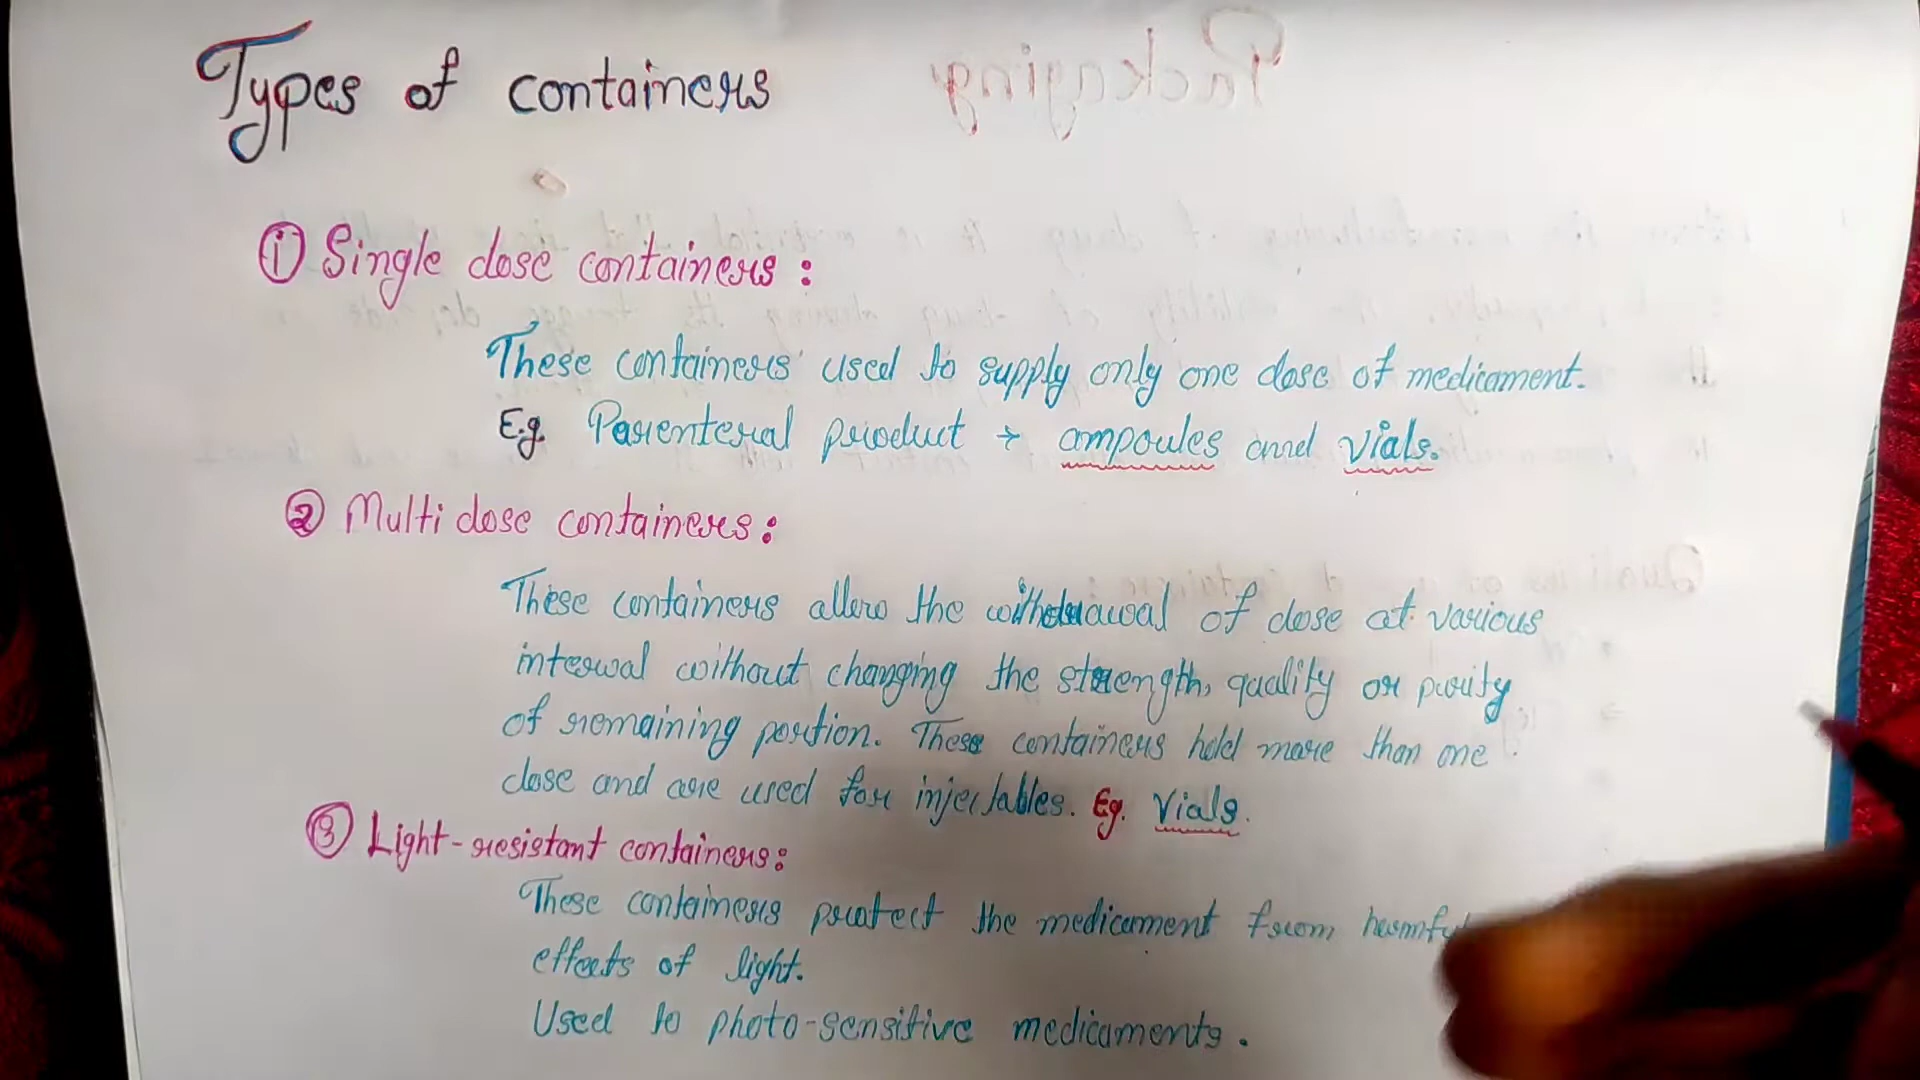 Types of containers
① Single dose containers:
These containers used to supply only one dose of medicament.
E.g. Parenteral product → ampoules and Vials.
② Multi dose containers:
These containers allow the withdrawal of dose at various
interval without changing the strength, quality or purity
of remaining portion. These containers hold more than one
dose and are used for injectables. Eg. Vials.
③ Light-resistant containers:
These containers protect the medicament from
effects of light.
Used to photo-sensitive medicaments.
Packaging